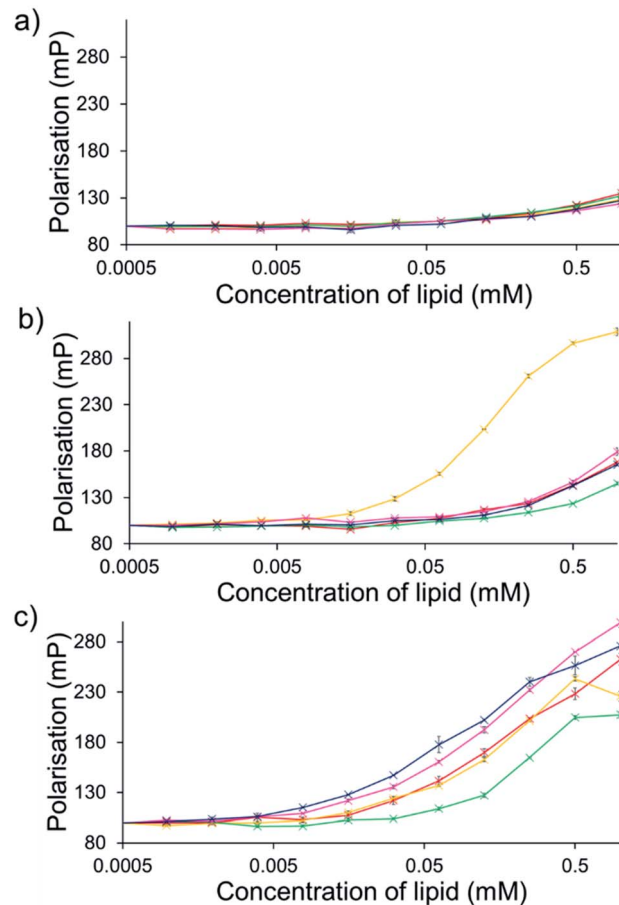 a)
Polarisation (mP)
280
230
180
130
80
0.0005 0.005 0.05 0.5
Concentration of lipid (mM)
b)
Polarisation (mP)
280
230
180
130
80
0.0005 0.005 0.05 0.5
Concentration of lipid (mM)
c)
Polarisation (mP)
280
230
180
130
80
0.0005 0.005 0.05 0.5
Concentration of lipid (mM)